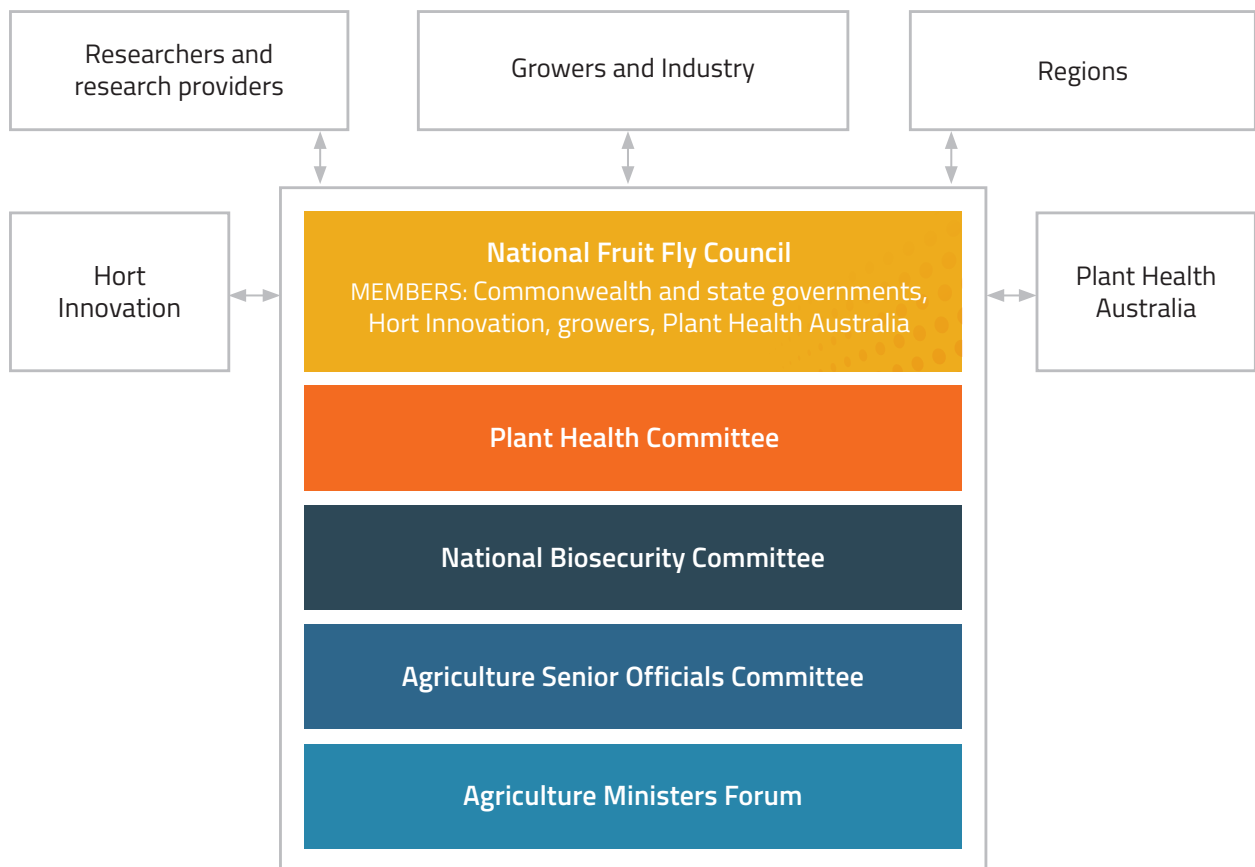 Researchers and
research providers
Growers and Industry
Regions
Hort
Innovation
National Fruit Fly Council
MEMBERS: Commonwealth and state governments,
Hort Innovation, growers, Plant Health Australia
Plant Health
Australia
Plant Health Committee
National Biosecurity Committee
Agriculture Senior Officials Committee
Agriculture Ministers Forum